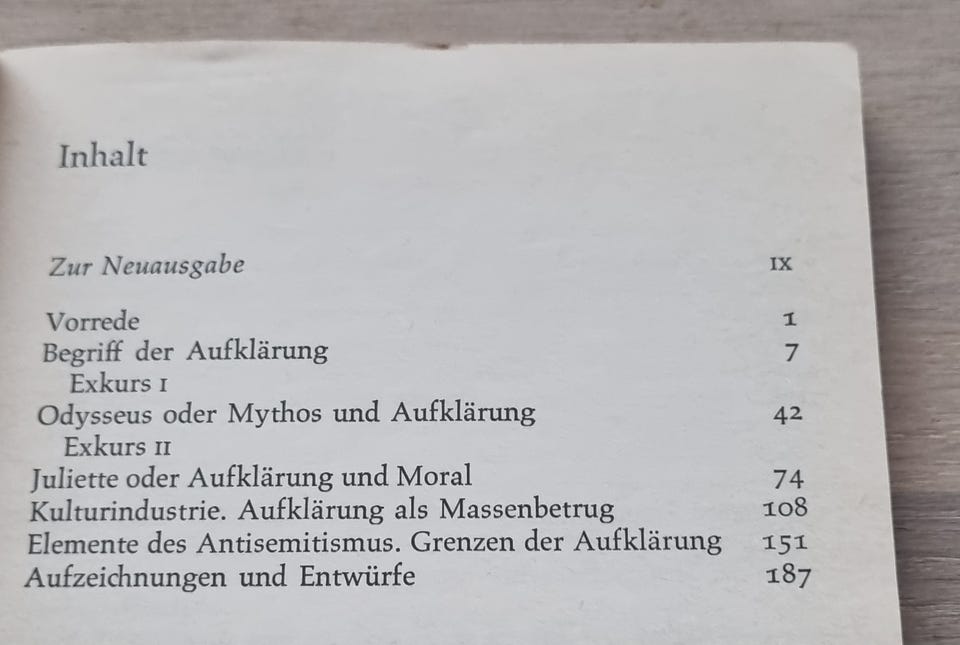 Inhalt
Zur Neuausgabe IX
Vorrede 1
Begriff der Aufklärung 7
Exkurs I
Odysseus oder Mythos und Aufklärung 42
Exkurs II
Juliette oder Aufklärung und Moral 74
Kulturindustrie. Aufklärung als Massenbetrug 108
Elemente des Antisemitismus. Grenzen der Aufklärung 151
Aufzeichnungen und Entwürfe 187